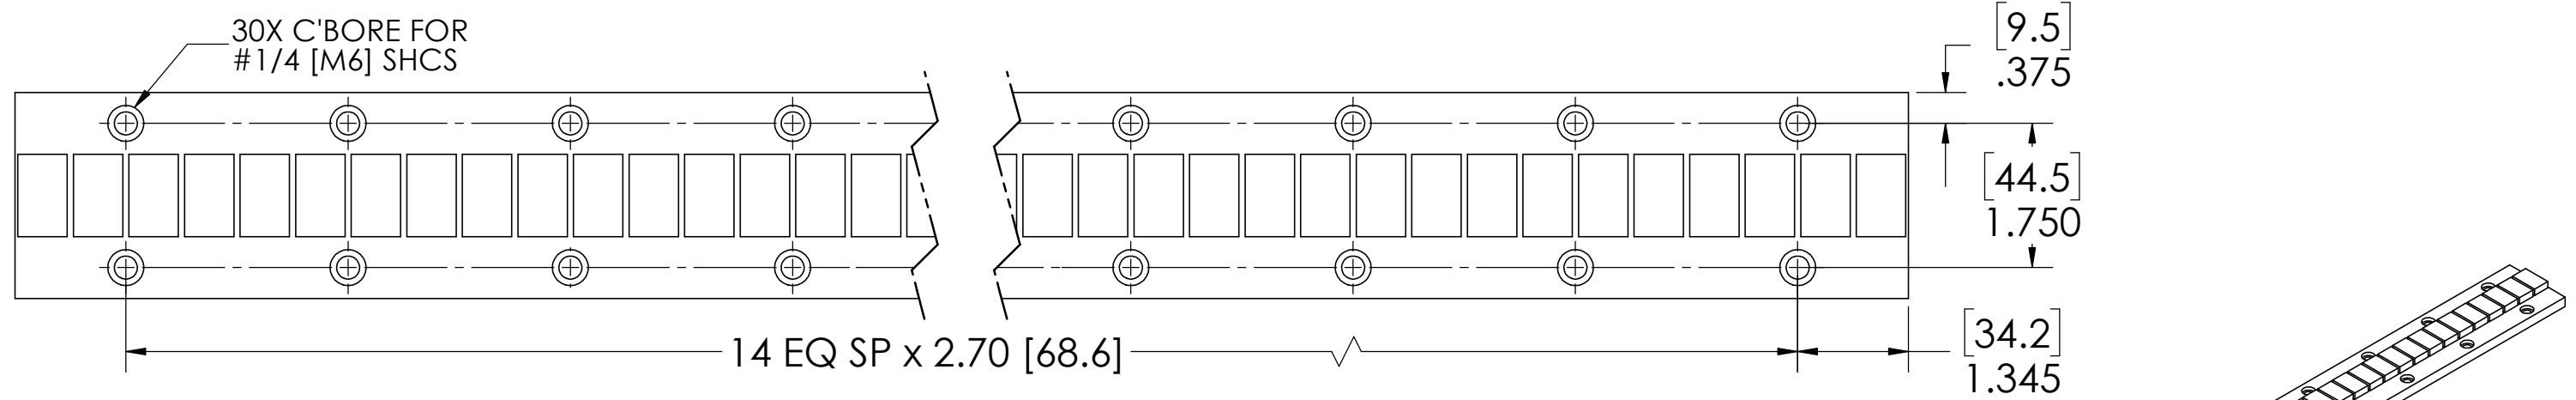 30X C'BORE FOR
#1/4 [M6] SHCS
[9.5]
.375
[44.5]
1.750
14 EQ SP x 2.70 [68.6]
[34.2]
1.345